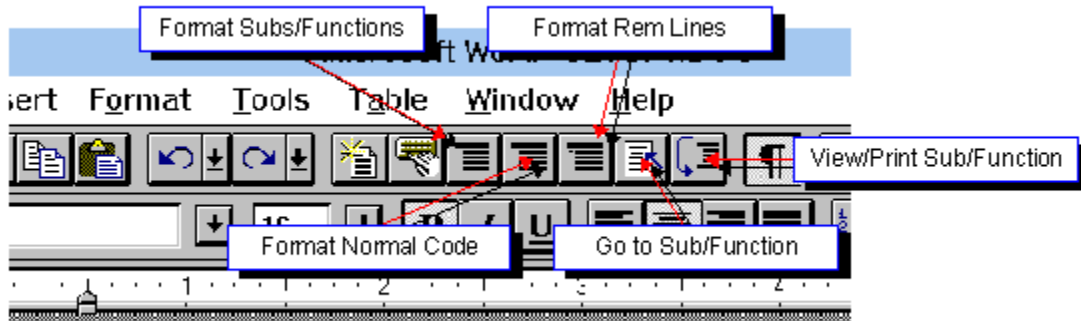 Format Subs/Functions
Format Rem Lines
sert Format Tools Table Window Help
View/Print Sub/Function
U
Format Normal Code
Go to Sub/Function
1 2 4